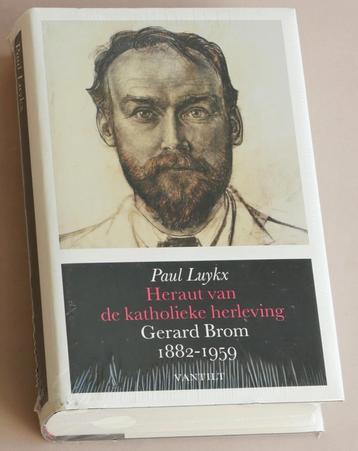 Paul Luykx
Paul Luykx
Heraut van
de katholieke herleving
Gerard Brom
1882-1959
VANTILT